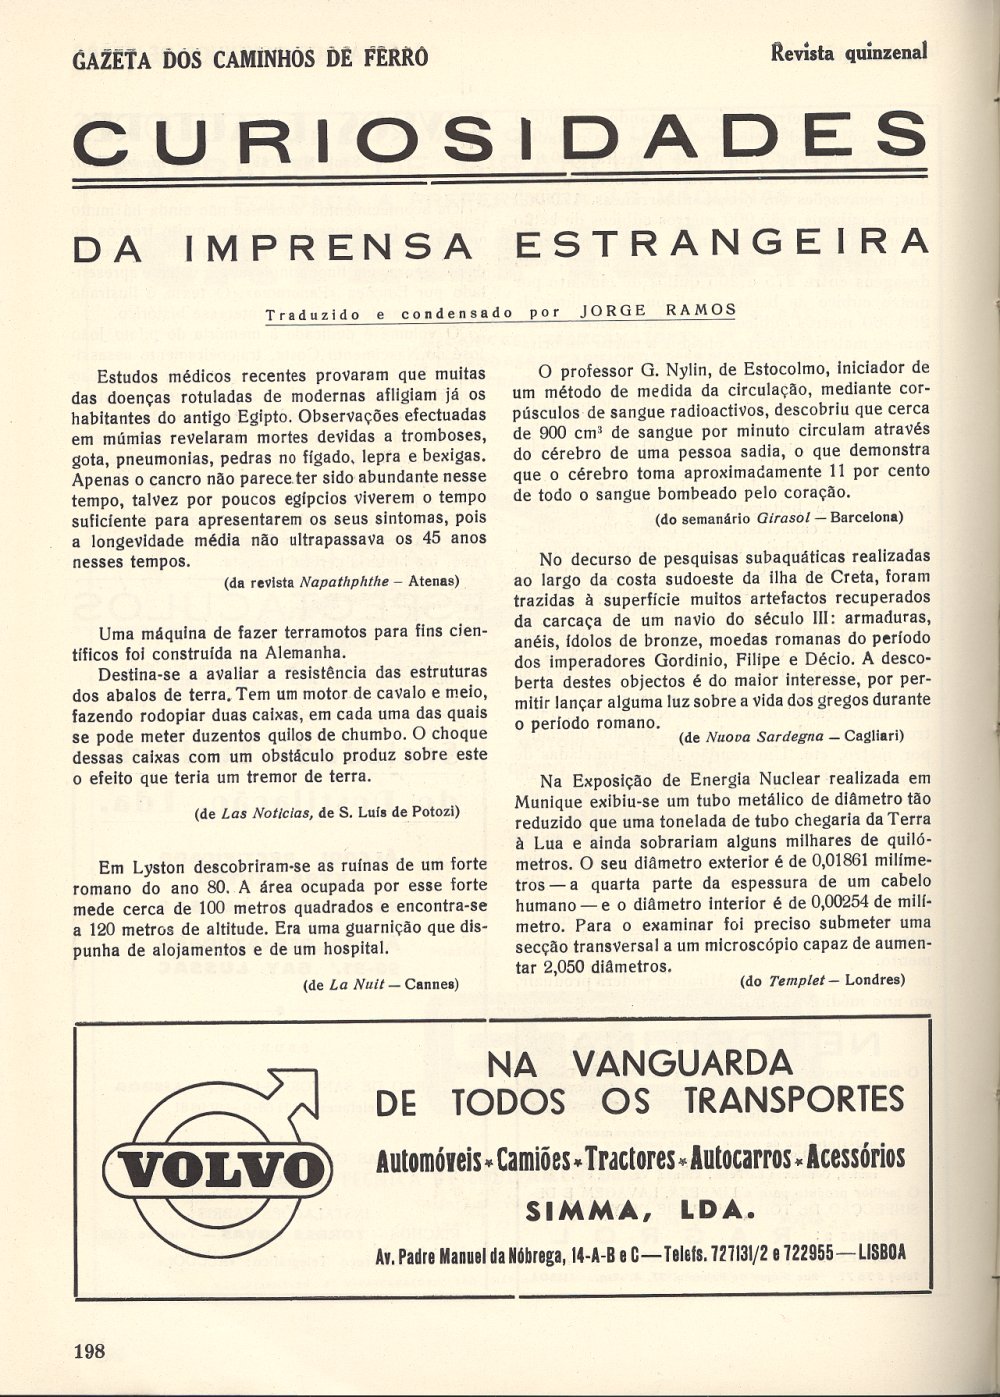 GAZETA DOS CAMINHOS DE FERRO
Revista quinzenal
CURIOSIDADES
DA IMPRENSA ESTRANGEIRA
Traduzido e condensado por JORGE RAMOS
Estudos médicos recentes provaram que muitas
das doenças rotuladas de modernas afligiam já os
habitantes do antigo Egipto. Observações efectuadas
em múmias revelaram mortes devidas a tromboses,
gota, pneumonias, pedras no fígado, lepra e bexigas.
Apenas o cancro não parece ter sido abundante nesse
tempo, talvez por poucos egípcios viverem o tempo
suficiente para apresentarem os seus sintomas, pois
a longevidade média não ultrapassava os 45 anos
nesses tempos.
(da revista Napathphthe – Atenas)
Uma máquina de fazer terramotos para fins cien-
tíficos foi construída na Alemanha.
Destina-se a avaliar a resistência das estruturas
dos abalos de terra. Tem um motor de cavalo e meio,
fazendo rodopiar duas caixas, em cada uma das quais
se pode meter duzentos quilos de chumbo. O choque
dessas caixas com um obstáculo produz sobre este
o efeito que teria um tremor de terra.
(de Las Noticias, de S. Luís de Potozi)
Em Lyston descobriram-se as ruínas de um forte
romano do ano 80. A área ocupada por esse forte
mede cerca de 100 metros quadrados e encontra-se
a 120 metros de altitude. Era uma guarnição que dis-
punha de alojamentos e de um hospital.
(de La Nuit — Cannes)
O professor G. Nylin, de Estocolmo, iniciador de
um método de medida da circulação, mediante cor-
púsculos de sangue radioactivos, descobriu que cerca
de 900 cm³ de sangue por minuto circulam através
do cérebro de uma pessoa sadia, o que demonstra
que o cérebro toma aproximadamente 11 por cento
de todo o sangue bombeado pelo coração.
(do semanário Girasol — Barcelona)
No decurso de pesquisas subaquáticas realizadas
ao largo da costa sudoeste da ilha de Creta, foram
trazidas à superfície muitos artefactos recuperados
da carcaça de um navio do século III: armaduras,
anéis, ídolos de bronze, moedas romanas do período
dos imperadores Gordinio, Filipe e Décio. A desco-
berta destes objectos é do maior interesse, por per-
mitir lançar alguma luz sobre a vida dos gregos durante
o período romano.
(de Nuova Sardegna — Cagliari)
Na Exposição de Energia Nuclear realizada em
Munique exibiu-se um tubo metálico de diâmetro tão
reduzido que uma tonelada de tubo chegaria da Terra
à Lua e ainda sobrariam alguns milhares de quiló-
metros. O seu diâmetro exterior é de 0,01861 milíme-
tros — a quarta parte da espessura de um cabelo
humano — e o diâmetro interior é de 0,00254 de milí-
metro. Para o examinar foi preciso submeter uma
secção transversal a um microscópio capaz de aumen-
tar 2,050 diâmetros.
(do Templet — Londres)
VOLVO
NA VANGUARDA
DE TODOS OS TRANSPORTES
Automóveis * Camiões * Tractores * Autocarros * Acessórios
SIMMA, LDA.
Av. Padre Manuel da Nóbrega, 14-A-B e C — Telefs. 727131/2 e 722955 — LISBOA
198